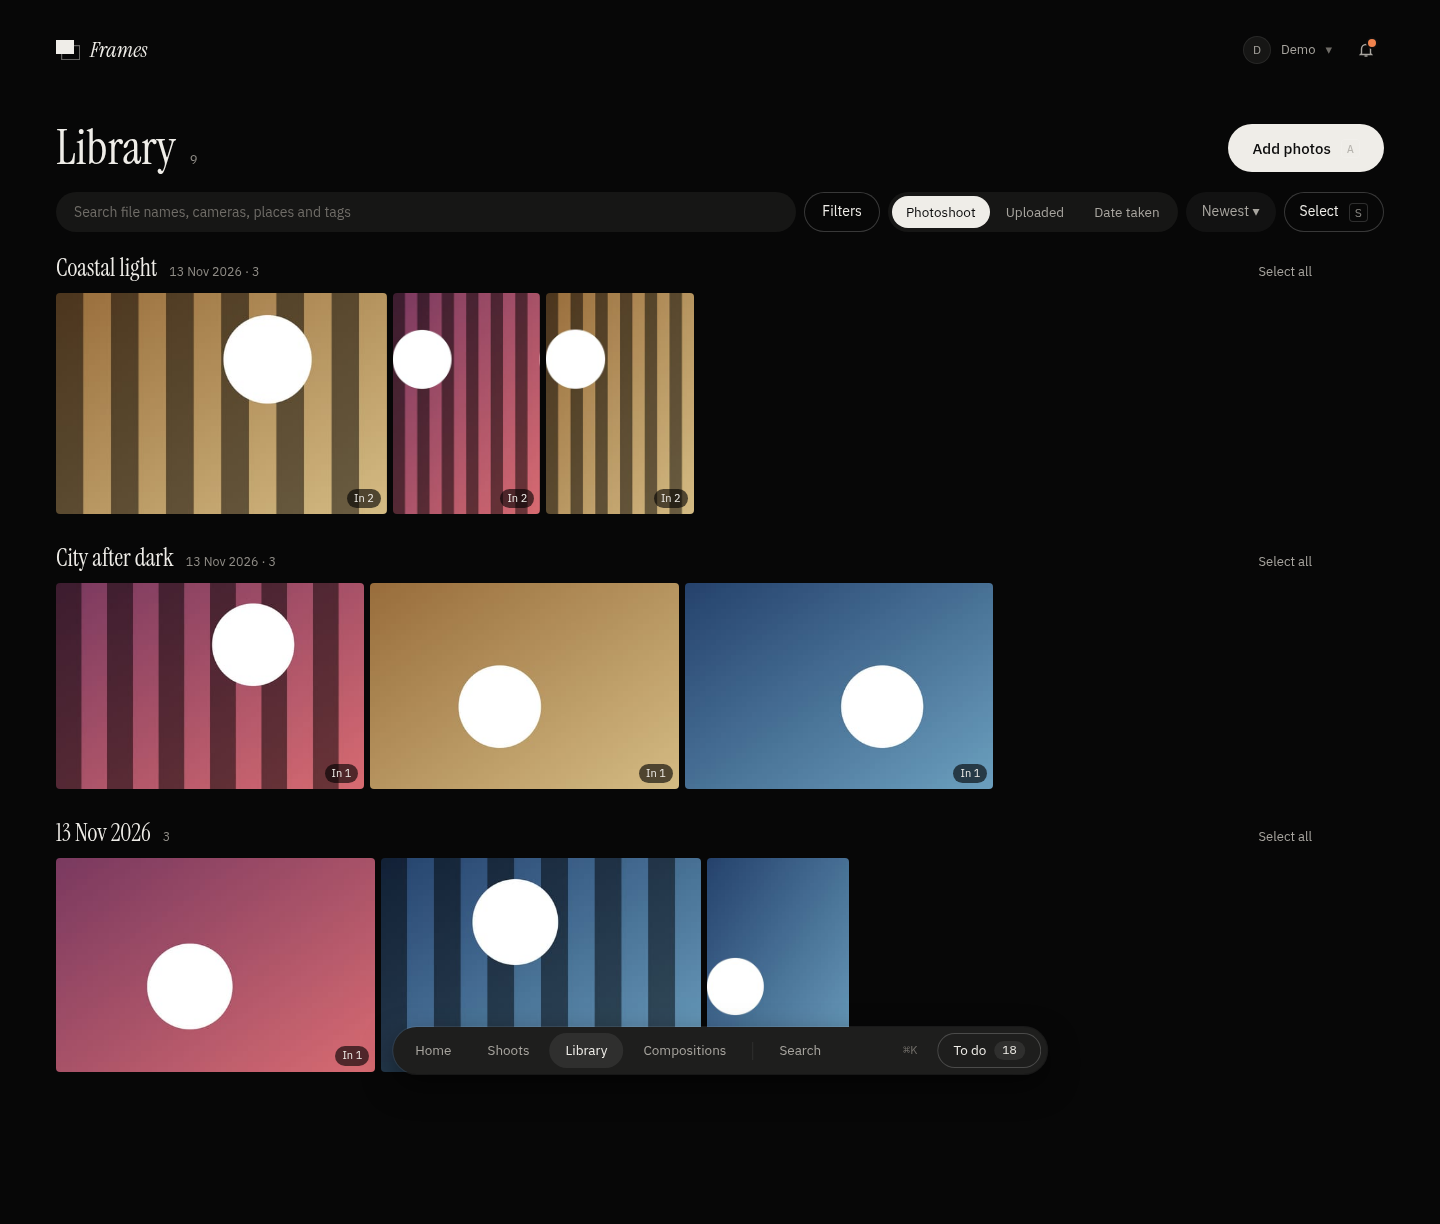 Frames
D Demo ▾
Library 9
Add photos A
Search file names, cameras, places and tags
Filters
Photoshoot Uploaded Date taken
Newest ▾
Select S
Coastal light 13 Nov 2026 · 3
Select all
In 2
In 2
In 2
City after dark 13 Nov 2026 · 3
Select all
In 1
In 1
In 1
13 Nov 2026 3
Select all
In 1
Home Shoots Library Compositions Search ⌘K To do 18